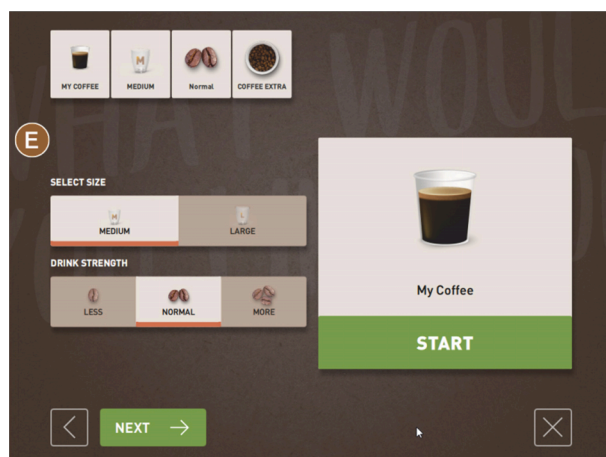 MY COFFEE
M
MEDIUM
Normal
COFFEE EXTRA
E
SELECT SIZE
M
MEDIUM
L
LARGE
DRINK STRENGTH
LESS
NORMAL
MORE
My Coffee
START
NEXT